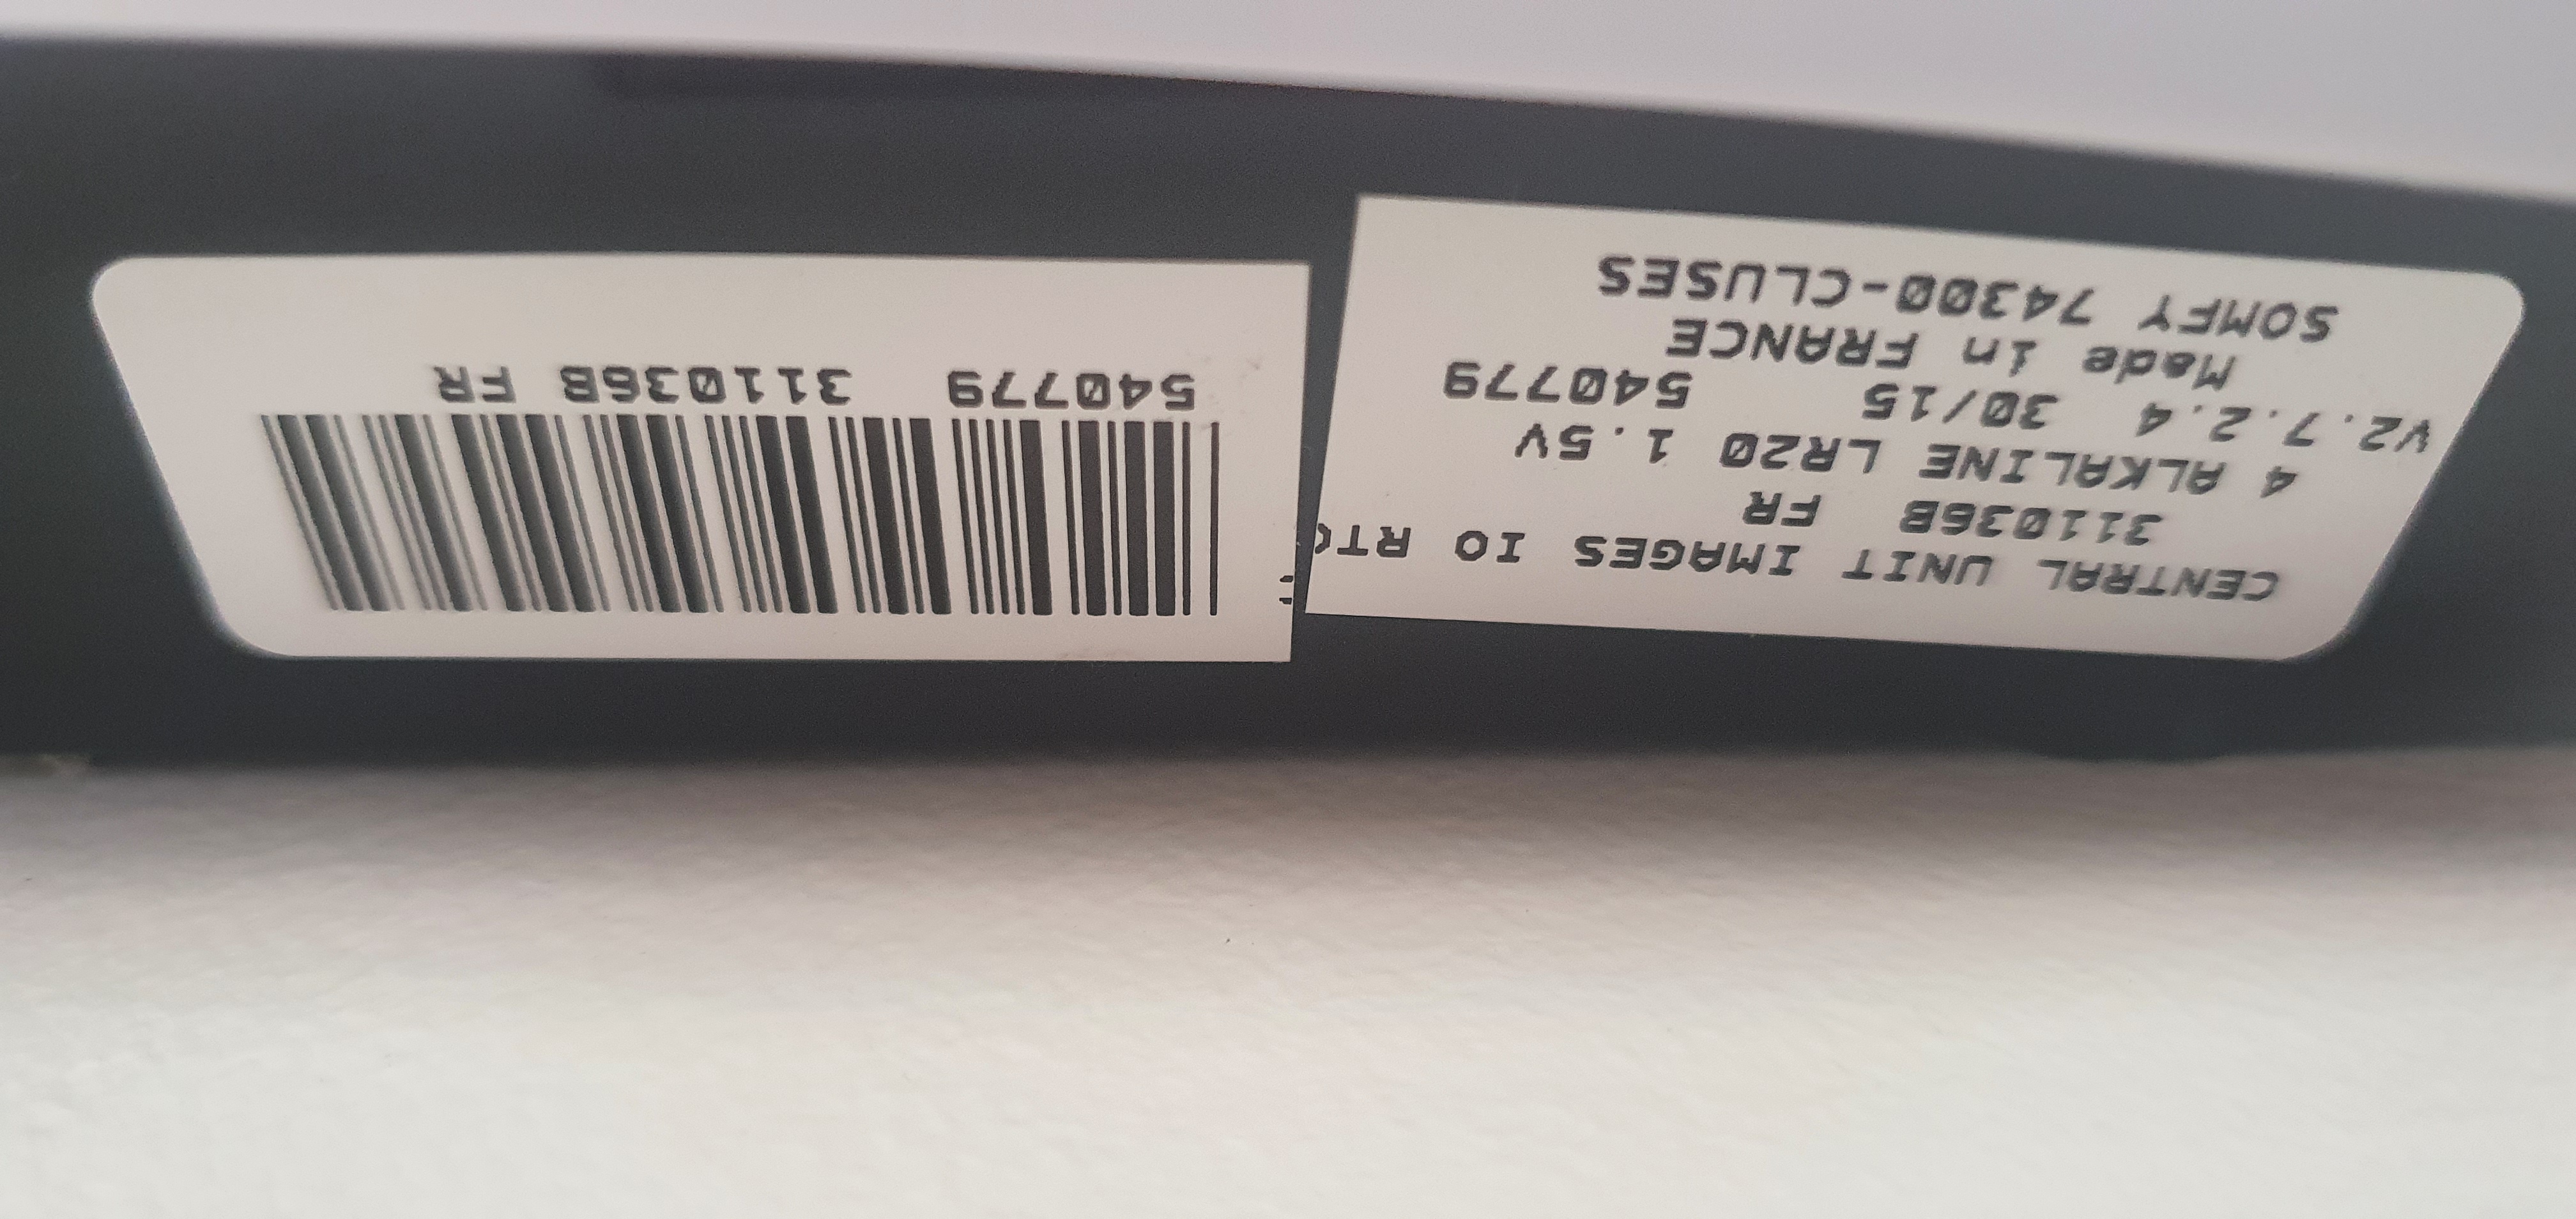 CENTRAL UNIT IMAGES IO RTC
311036B FR
4 ALKALINE LR20 1.5V
V2.7.2.4 30/15 540779
Made in FRANCE
SOMFY 74300-CLUSES
540779 311036B FR